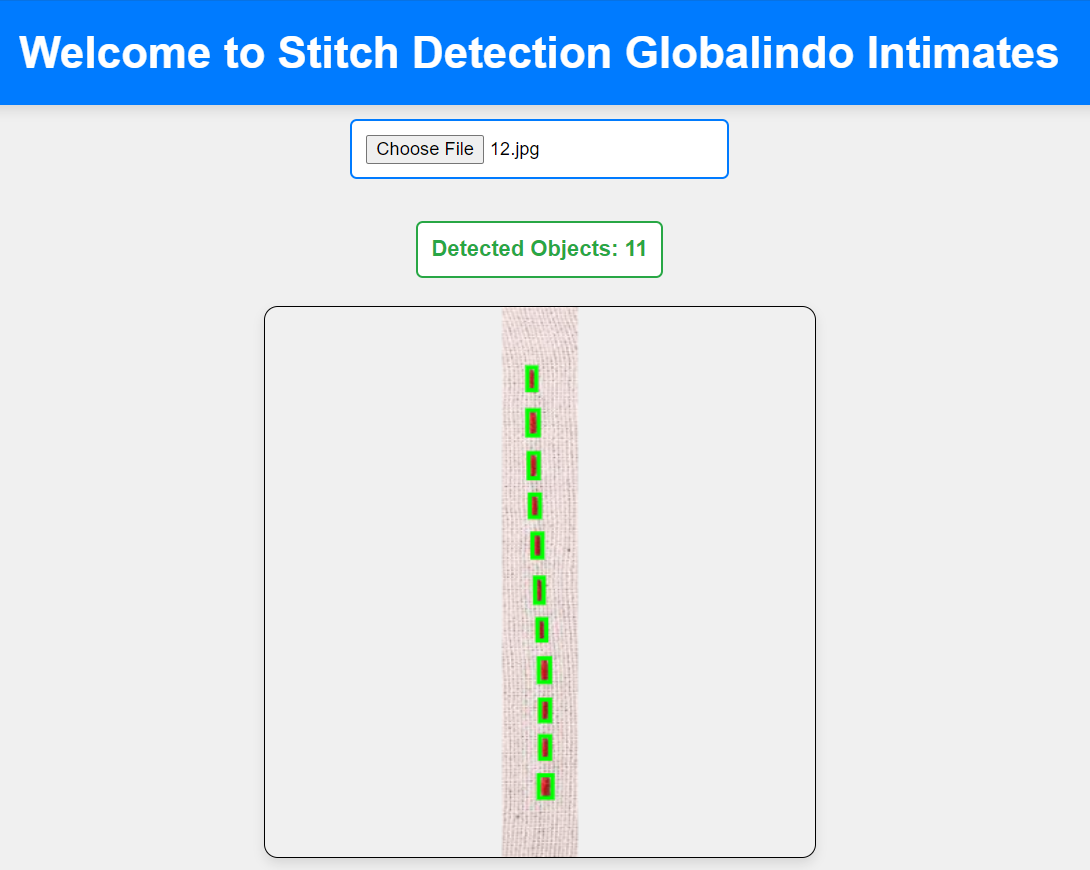 Welcome to Stitch Detection Globalindo Intimates
Choose File 12.jpg
Detected Objects: 11